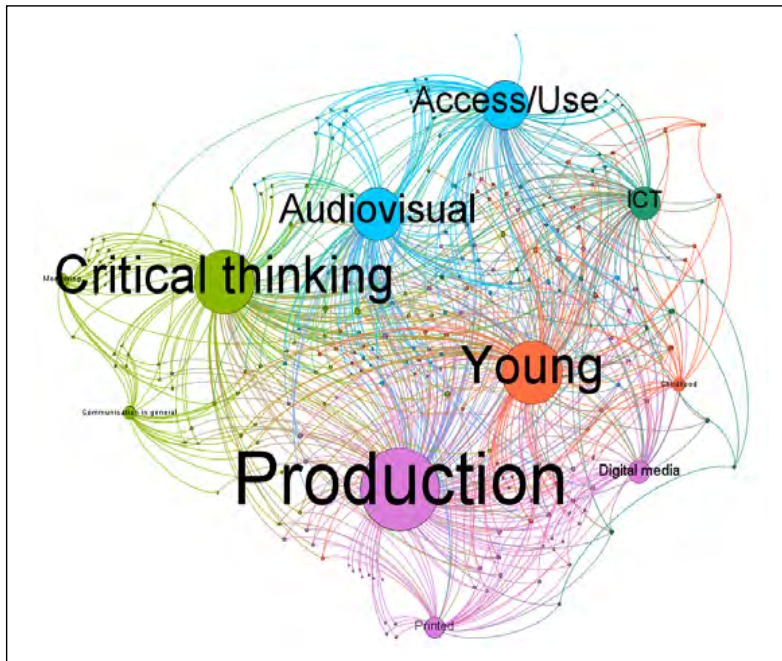 Access/Use
ICT
Audiovisual
Critical thinking
Young
Childhood
Communication in general
Digital media
Production
Printed